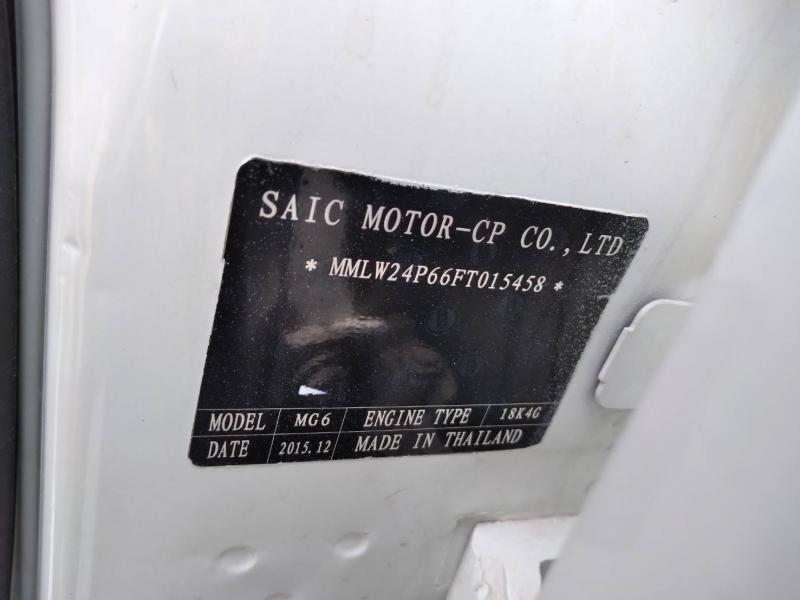 SAIC MOTOR-CP CO.,LTD
* MMLW24P66FT015458 *
MODEL MG6 ENGINE TYPE 18K4G
DATE 2015.12 MADE IN THAILAND